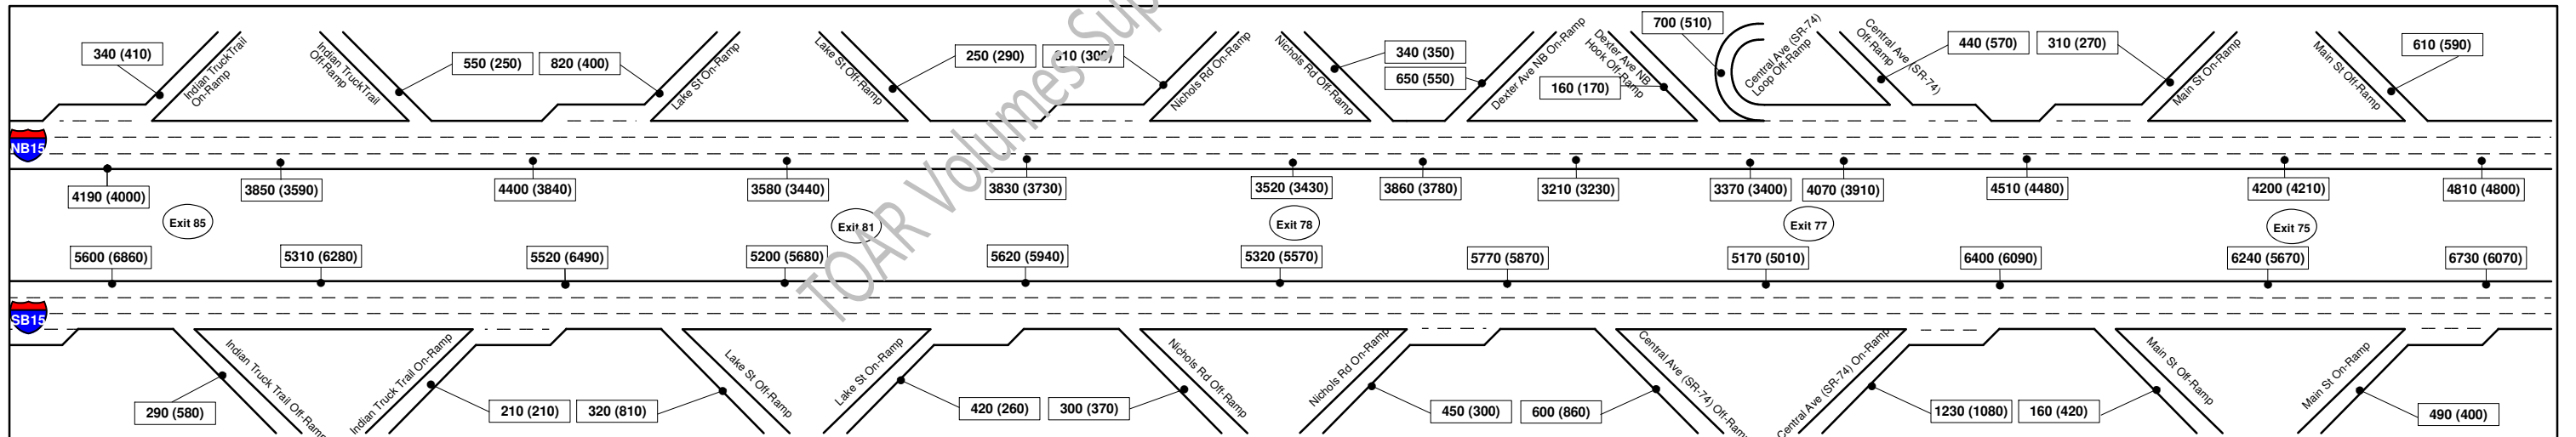 340 (410)
Indian TruckTrail
On-Ramp
Indian TruckTrail
Off-Ramp
550 (250)
820 (400)
Lake St On-Ramp
Lake St Off-Ramp
250 (290)
310 (300)
Nichols Rd On-Ramp
Nichols Rd Off-Ramp
340 (350)
650 (550)
Dexter Ave NB On-Ramp
Dexter Ave NB
Hook Off-Ramp
160 (170)
700 (510)
Central Ave (SR-74)
Loop Off-Ramp
Central Ave (SR-74)
Off-Ramp
440 (570)
310 (270)
Main St On-Ramp
Main St Off-Ramp
610 (590)
NB15
4190 (4000)
3850 (3590)
4400 (3840)
3580 (3440)
3830 (3730)
3520 (3430)
3860 (3780)
3210 (3230)
3370 (3400)
4070 (3910)
4510 (4480)
4200 (4210)
4810 (4800)
Exit 85
Exit 81
Exit 78
Exit 77
Exit 75
5600 (6860)
5310 (6280)
5520 (6490)
5200 (5680)
5620 (5940)
5320 (5570)
5770 (5870)
5170 (5010)
6400 (6090)
6240 (5670)
6730 (6070)
SB15
290 (580)
Indian Truck Trail Off-Ramp
Indian Truck Trail On-Ramp
210 (210)
320 (810)
Lake St Off-Ramp
Lake St On-Ramp
420 (260)
300 (370)
Nichols Rd Off-Ramp
Nichols Rd On-Ramp
450 (300)
600 (860)
Central Ave (SR-74) Off-Ramp
Central Ave (SR-74) On-Ramp
1230 (1080)
160 (420)
Main St Off-Ramp
Main St On-Ramp
490 (400)
TOAR Volumes Sup